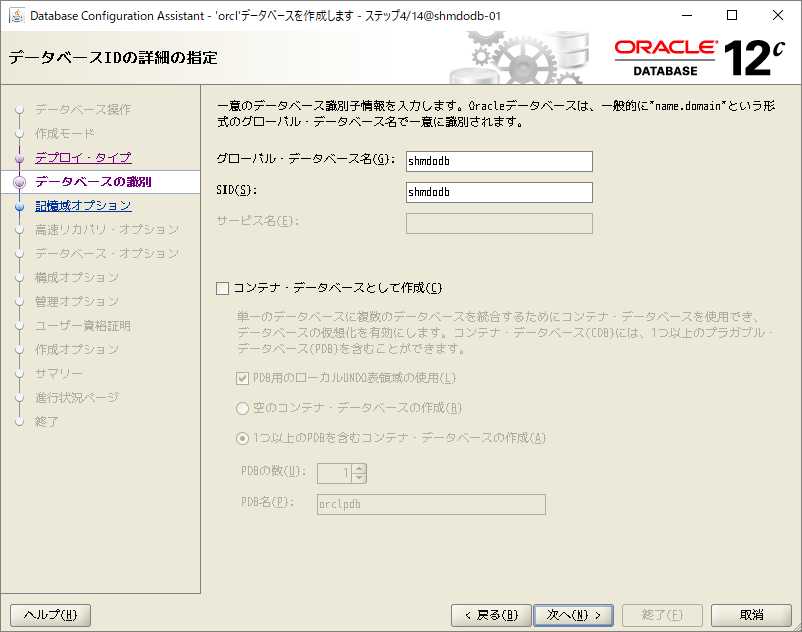 Database Configuration Assistant - 'orcl'データベースを作成します - ステップ4/14@shmdodb-01
データベースIDの詳細の指定
ORACLE
DATABASE
12c
データベース操作
作成モード
デプロイ・タイプ
データベースの識別
記憶域オプション
高速リカバリ・オプション
データベース・オプション
構成オプション
管理オプション
ユーザー資格証明
作成オプション
サマリー
進行状況ページ
終了
一意のデータベース識別子情報を入力します。Oracleデータベースは、一般的に"name.domain"という形
式のグローバル・データベース名で一意に識別されます。
グローバル・データベース名(G): shmdodb
SID(S): shmdodb
サービス名(E):
コンテナ・データベースとして作成(C)
単一のデータベースに複数のデータベースを統合するためにコンテナ・データベースを使用でき、
データベースの仮想化を有効にします。コンテナ・データベース(CDB)には、1つ以上のプラガブル・
データベース(PDB)を含むことができます。
PDB用のローカルUNDO表領域の使用(L)
空のコンテナ・データベースの作成(R)
1つ以上のPDBを含むコンテナ・データベースの作成(A)
PDBの数(U): 1
PDB名(P): orclpdb
ヘルプ(H)
< 戻る(B)
次へ(N) >
終了(F)
取消